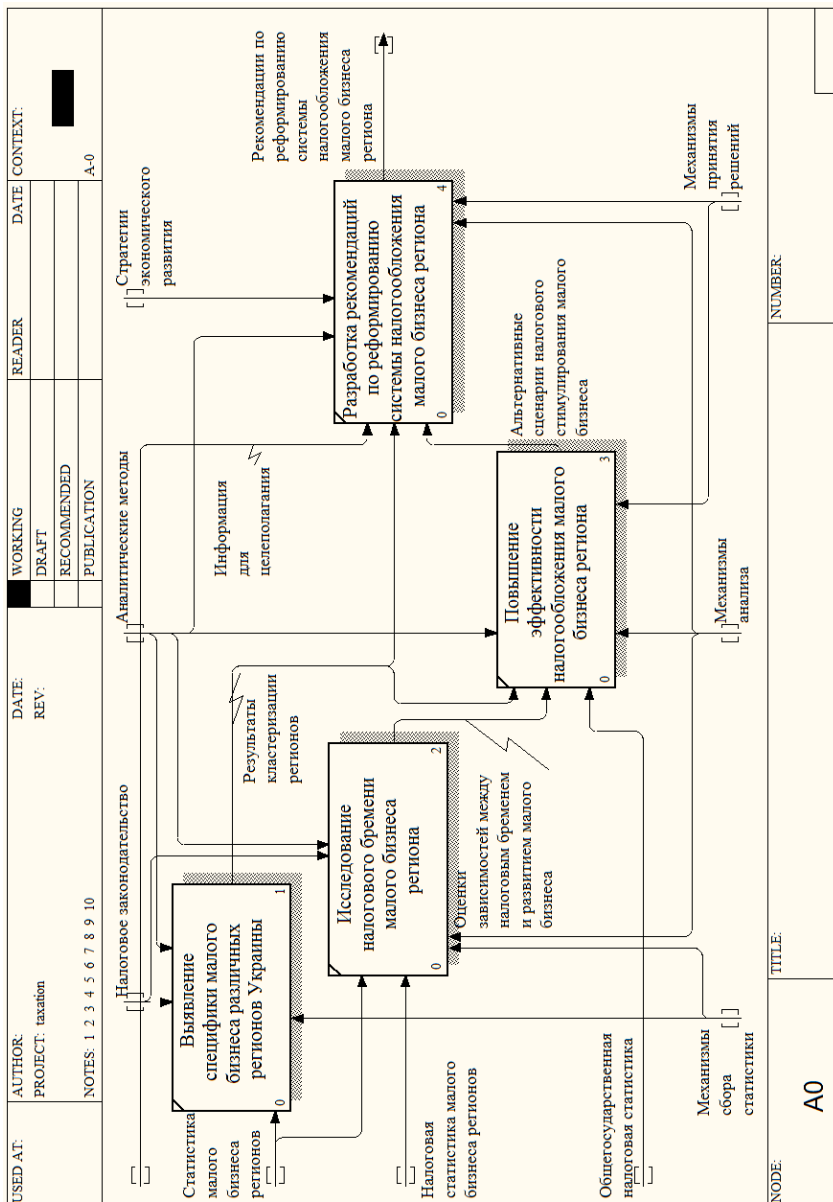 USED AT:
AUTHOR:
PROJECT: taxation
NOTES: 1 2 3 4 5 6 7 8 9 10
DATE:
REV:
WORKING
DRAFT
RECOMMENDED
PUBLICATION
READER
DATE
CONTEXT:
A-0
Налоговое законодательство
Аналитические методы
Стратегии
экономического
развития
Статистика
малого
бизнеса
регионов
Выявление
специфики малого
бизнеса различных
регионов Украины
0
1
Результаты
кластеризации
регионов
Информация
для
целеполагания
Налоговая
статистика малого
бизнеса регионов
Исследование
налогового бремени
малого бизнеса
региона
0
2
Оценки
зависимостей между
налоговым бременем
и развитием малого
бизнеса
Общегосударственная
налоговая статистика
Повышение
эффективности
налогообложения малого
бизнеса региона
0
3
Альтернативные
сценарии налогового
стимулирования малого
бизнеса
Разработка рекомендаций
по реформированию
системы налогообложения
малого бизнеса региона
0
4
Рекомендации по
реформированию
системы
налогообложения
малого бизнеса
региона
Механизмы
сбора
статистики
Механизмы
анализа
Механизмы
принятия
решений
NODE:
A0
TITLE:
NUMBER: